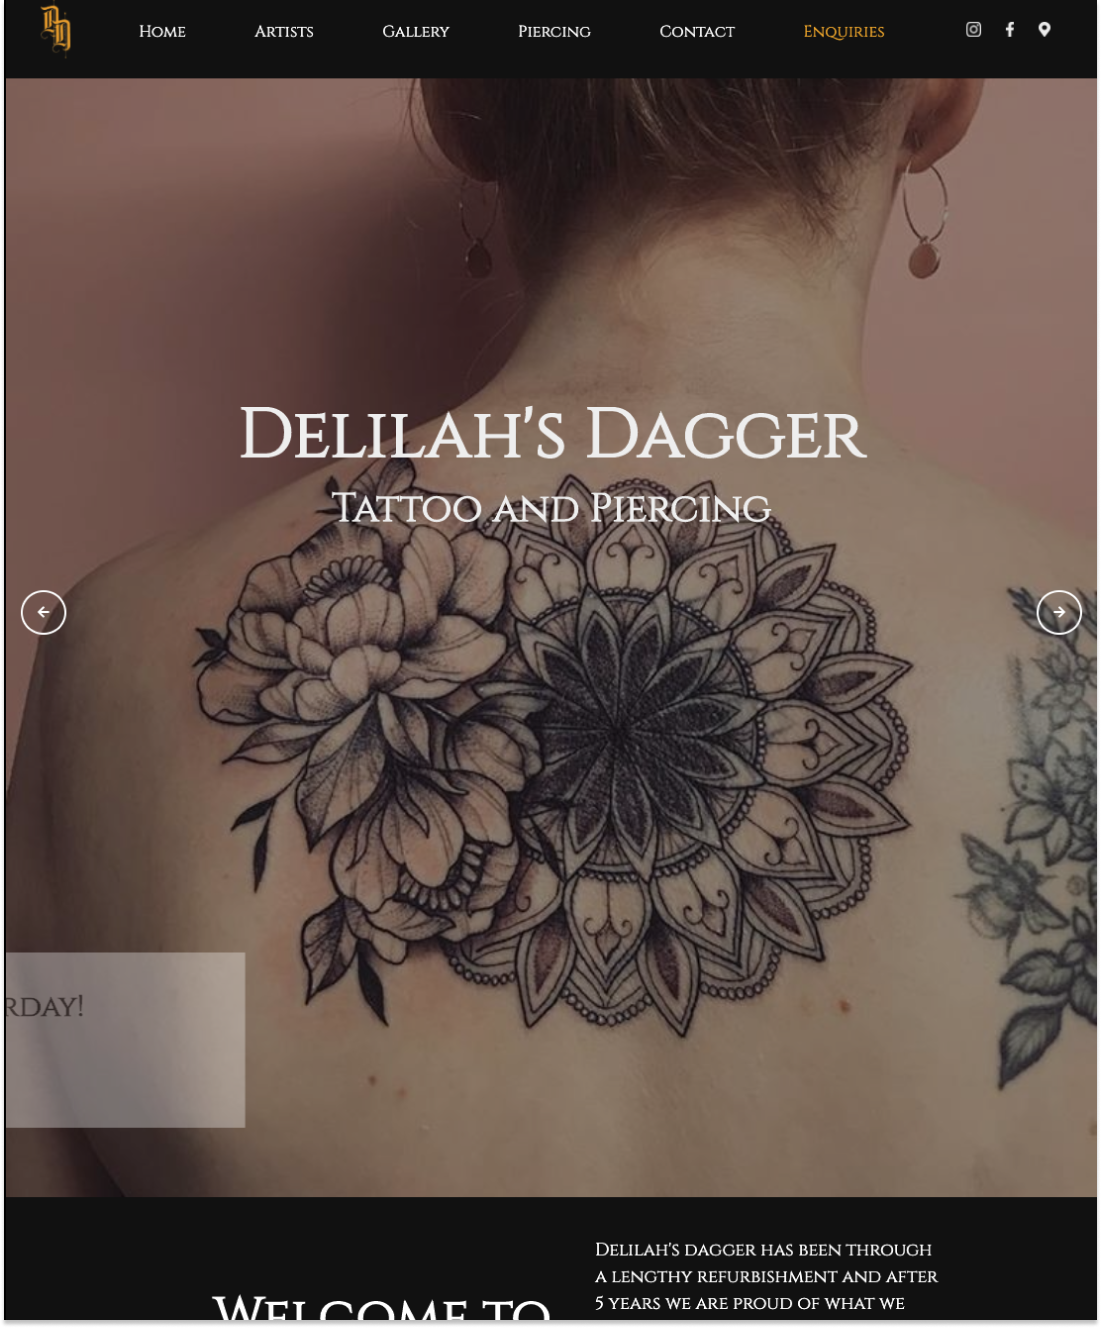 DD
Home Artists Gallery Piercing Contact Enquiries
Delilah's Dagger
Tattoo and Piercing
rday!
Delilah's dagger has been through
a lengthy refurbishment and after
5 years we are proud of what we
Welcome to